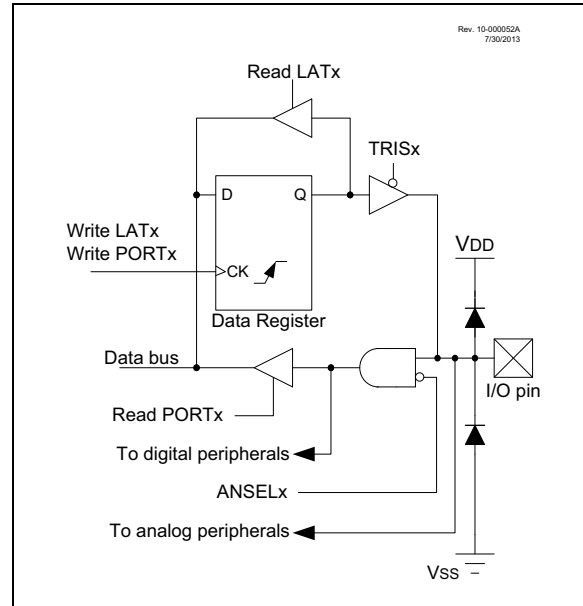 Rev. 10-000052A
7/30/2013
Read LATx
TRISx
D
Q
Write LATx
Write PORTx
CK
VDD
Data Register
Data bus
I/O pin
Read PORTx
To digital peripherals
ANSELx
To analog peripherals
VSS